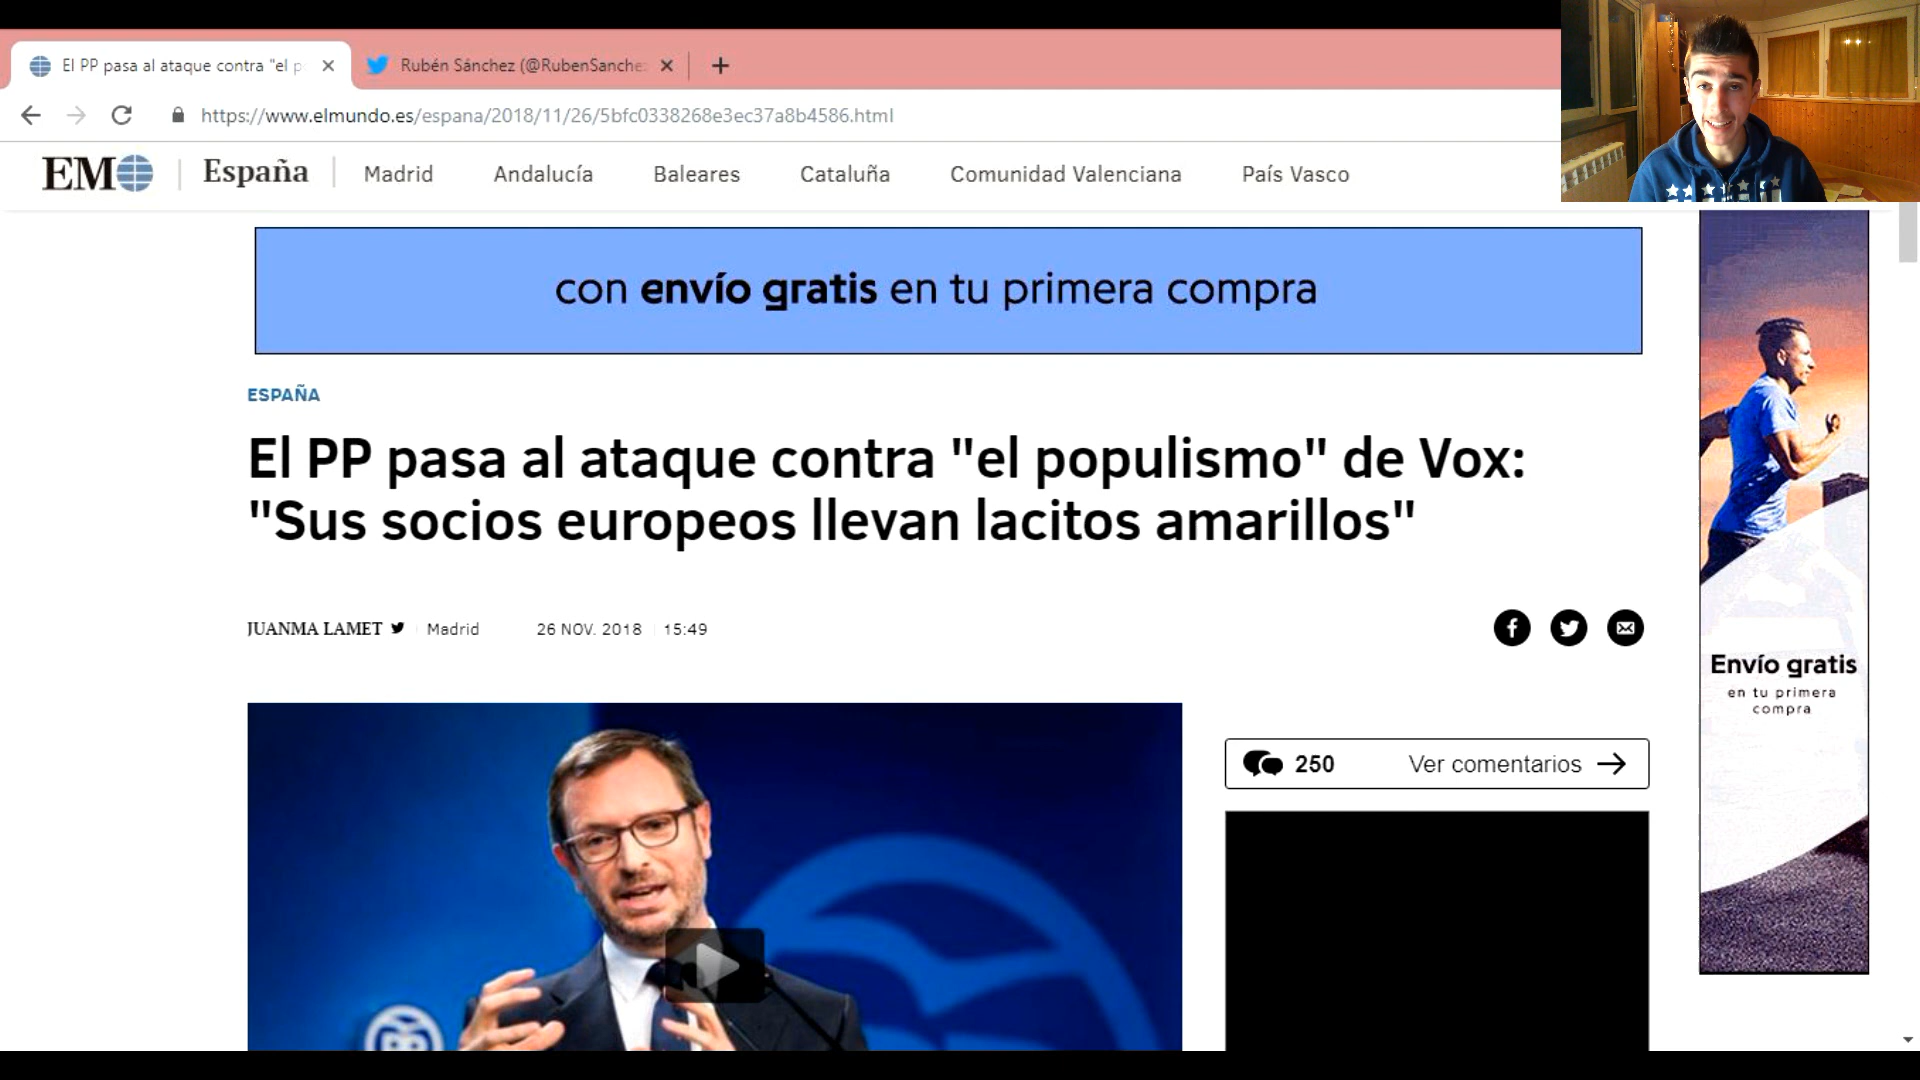 El PP pasa al ataque contra "el p
Rubén Sánchez (@RubenSanche
https://www.elmundo.es/espana/2018/11/26/5bfc0338268e3ec37a8b4586.html
EM
España
Madrid
Andalucía
Baleares
Cataluña
Comunidad Valenciana
País Vasco
con envío gratis en tu primera compra
ESPAÑA
El PP pasa al ataque contra "el populismo" de Vox:
"Sus socios europeos llevan lacitos amarillos"
JUANMA LAMET
Madrid
26 NOV. 2018
15:49
250
Ver comentarios
Envío gratis
en tu primera
compra